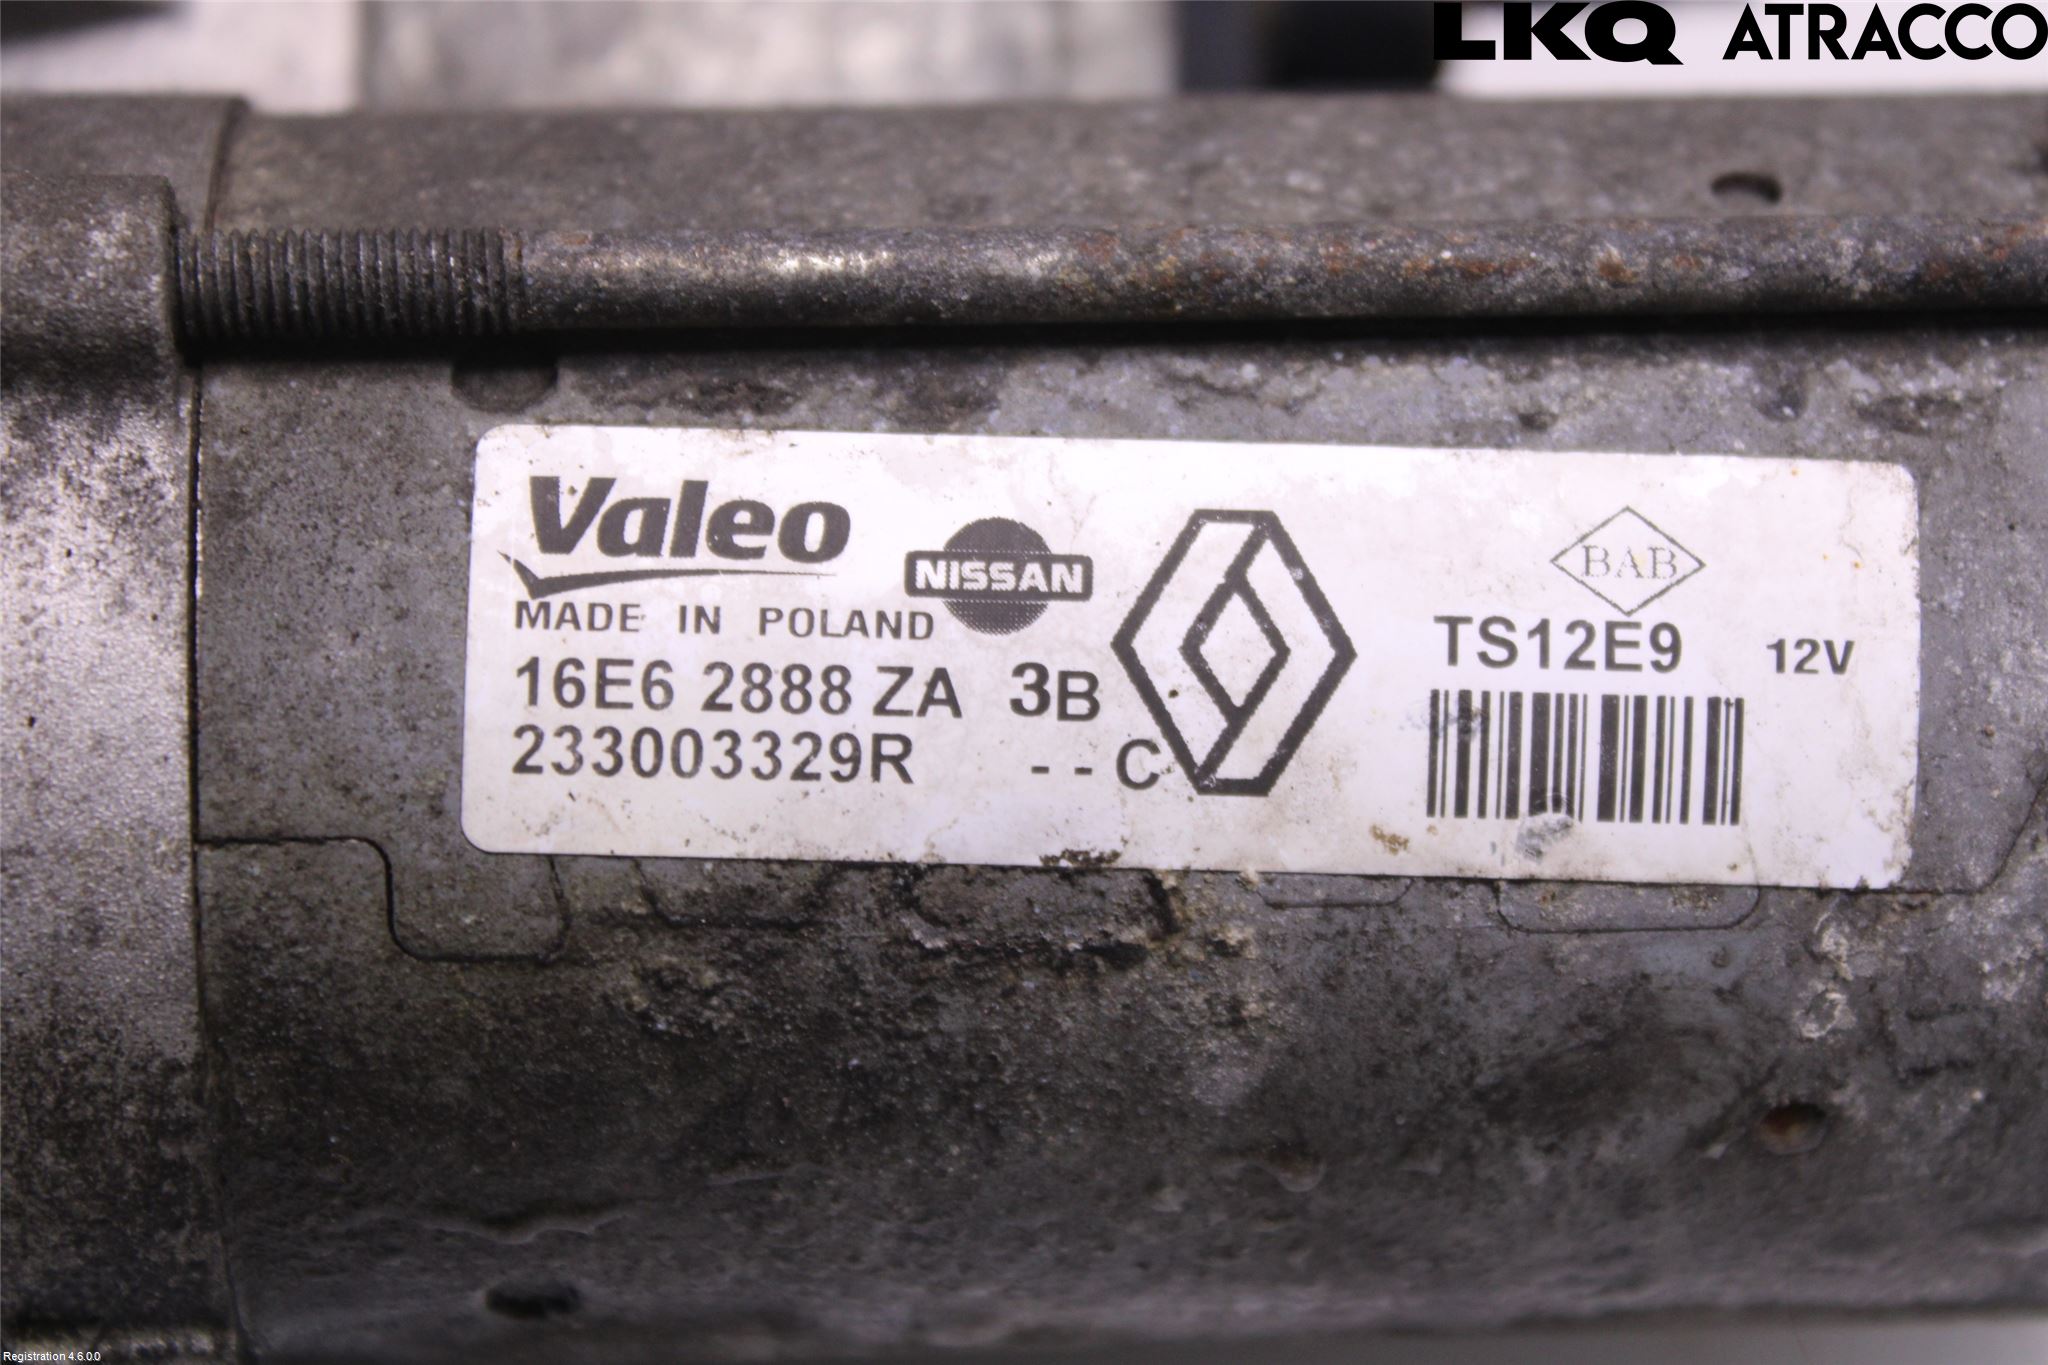 LKQ ATRACCO
Valeo
NISSAN
MADE IN POLAND
16E6 2888 ZA 3B
233003329R --C
BAB
TS12E9 12V
Registration 4.6.0.0